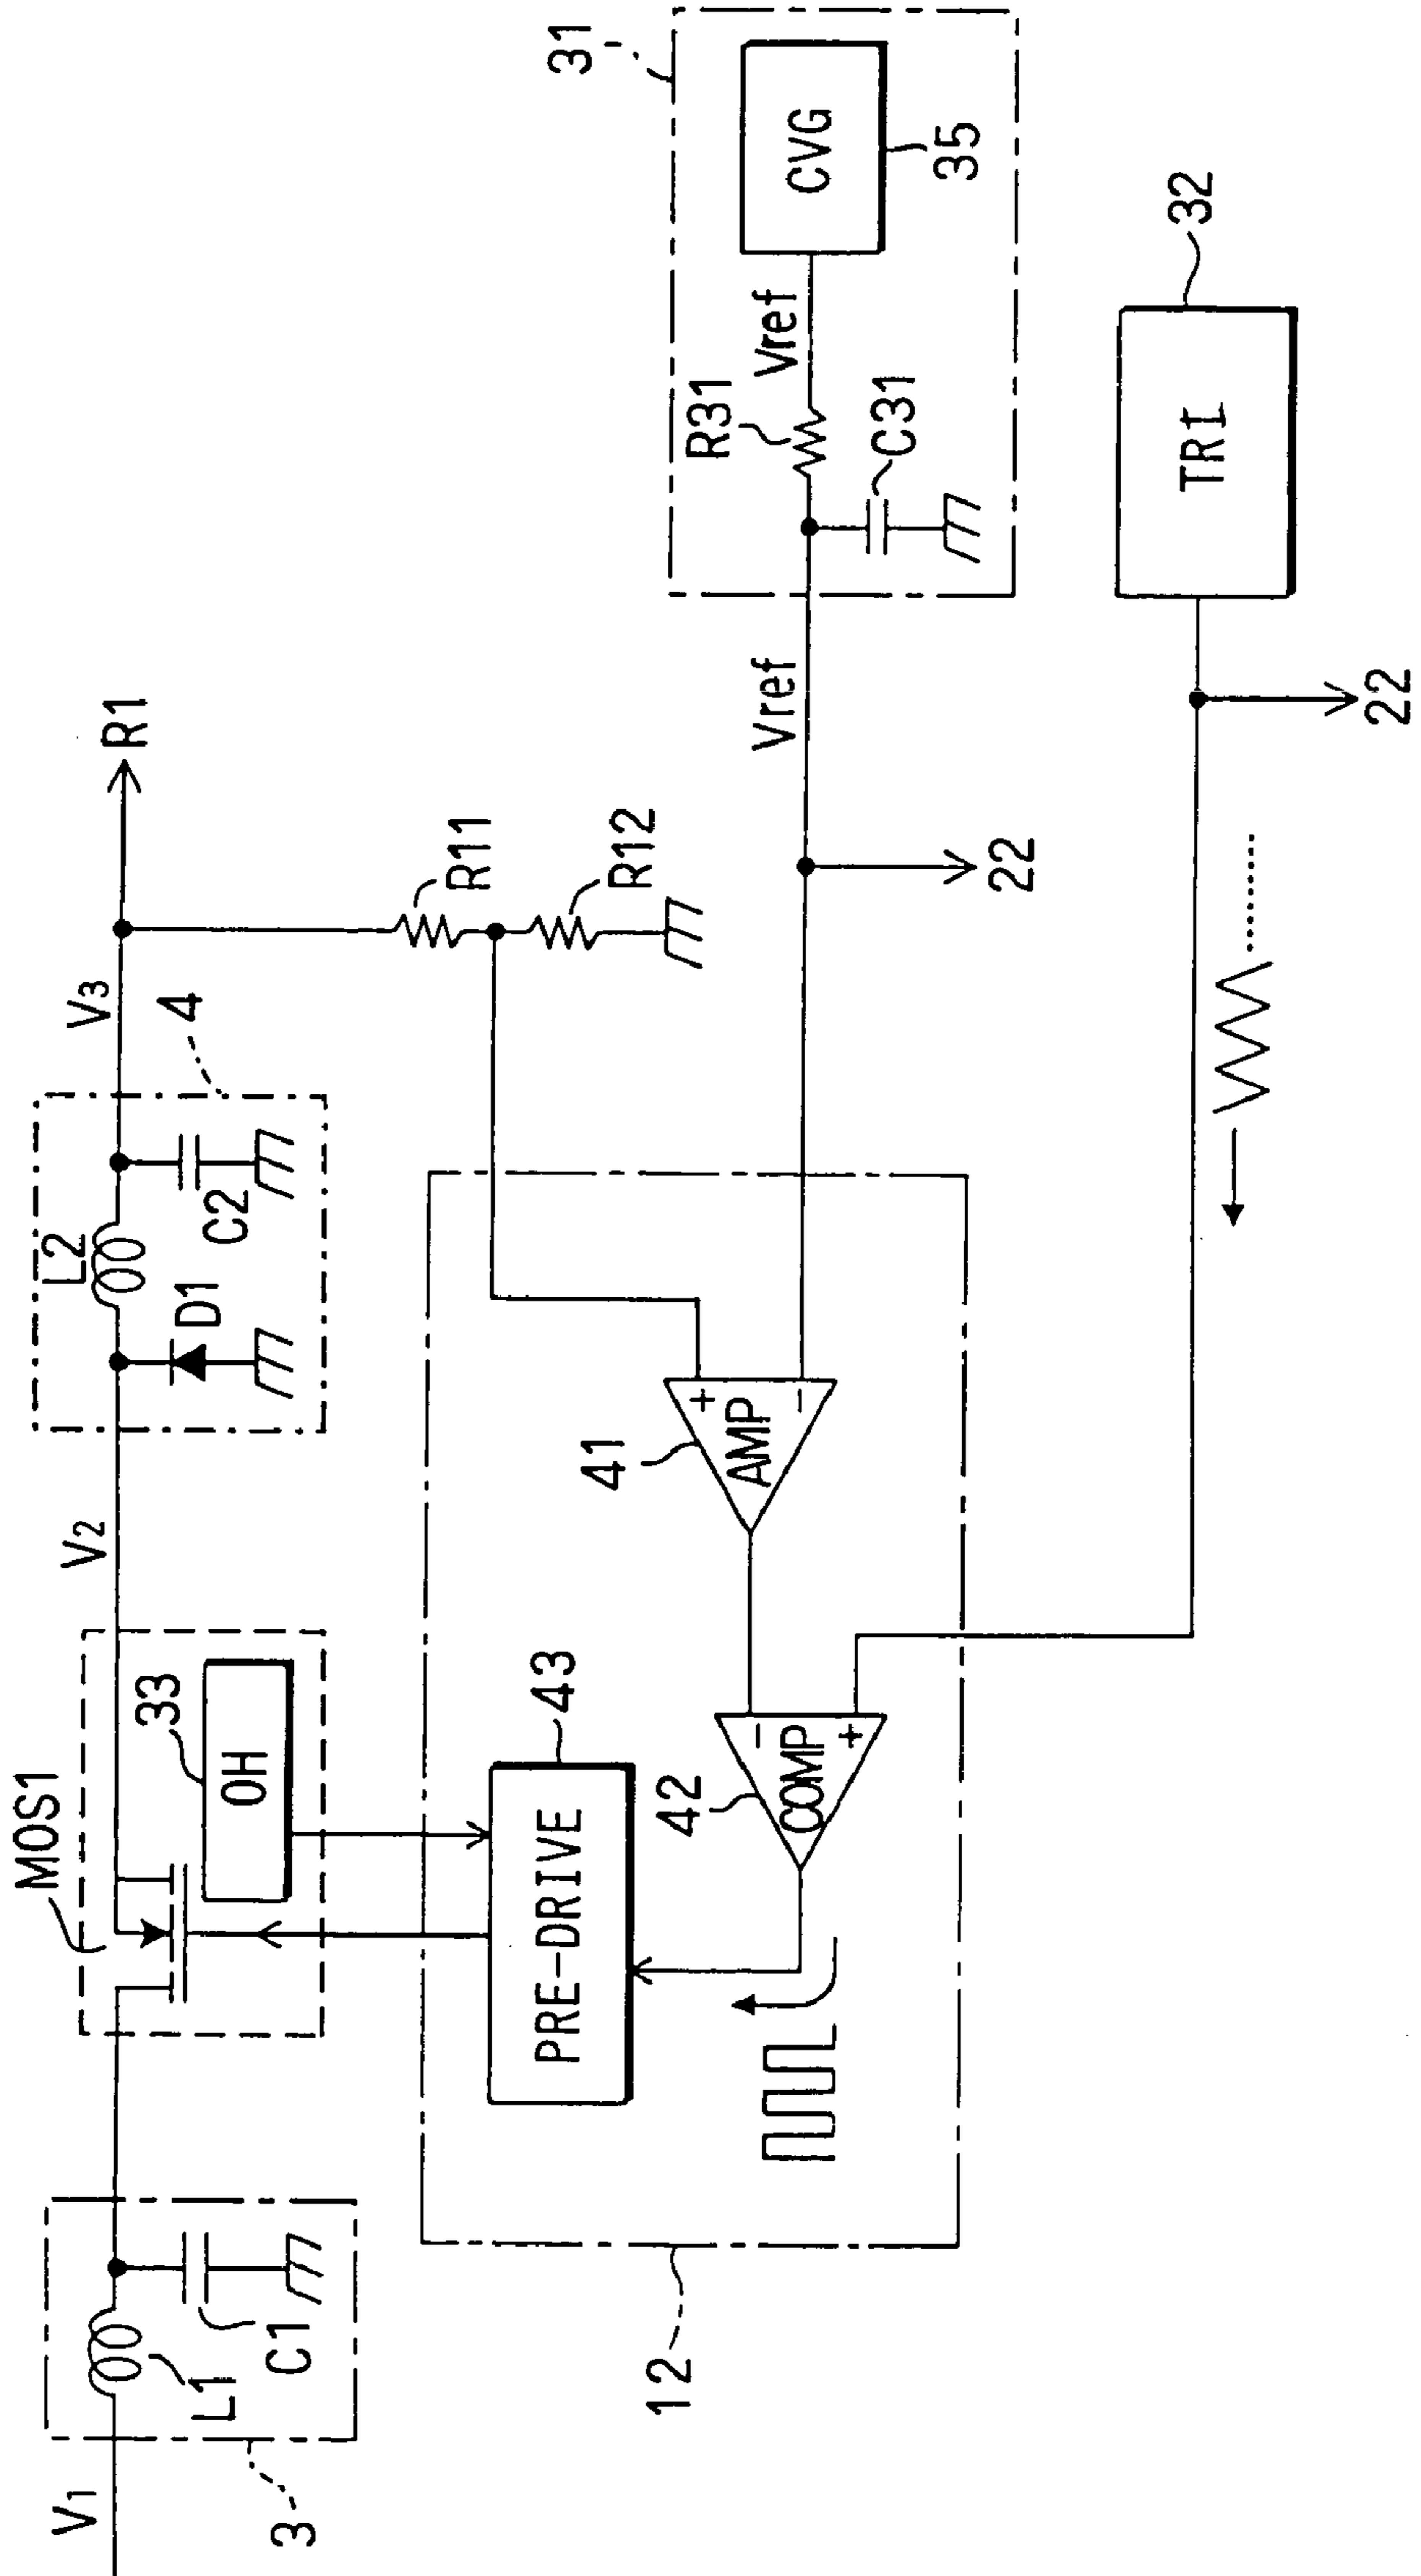 V1
3
L1
C1
MOS1
33
OH
V2
L2
D1
C2
4
V3
R1
R11
R12
12
PRE-DRIVE
43
42
COMP
-
+
41
AMP
+
-
Vref
22
31
R31
Vref
C31
CVG
35
22
TRI
32